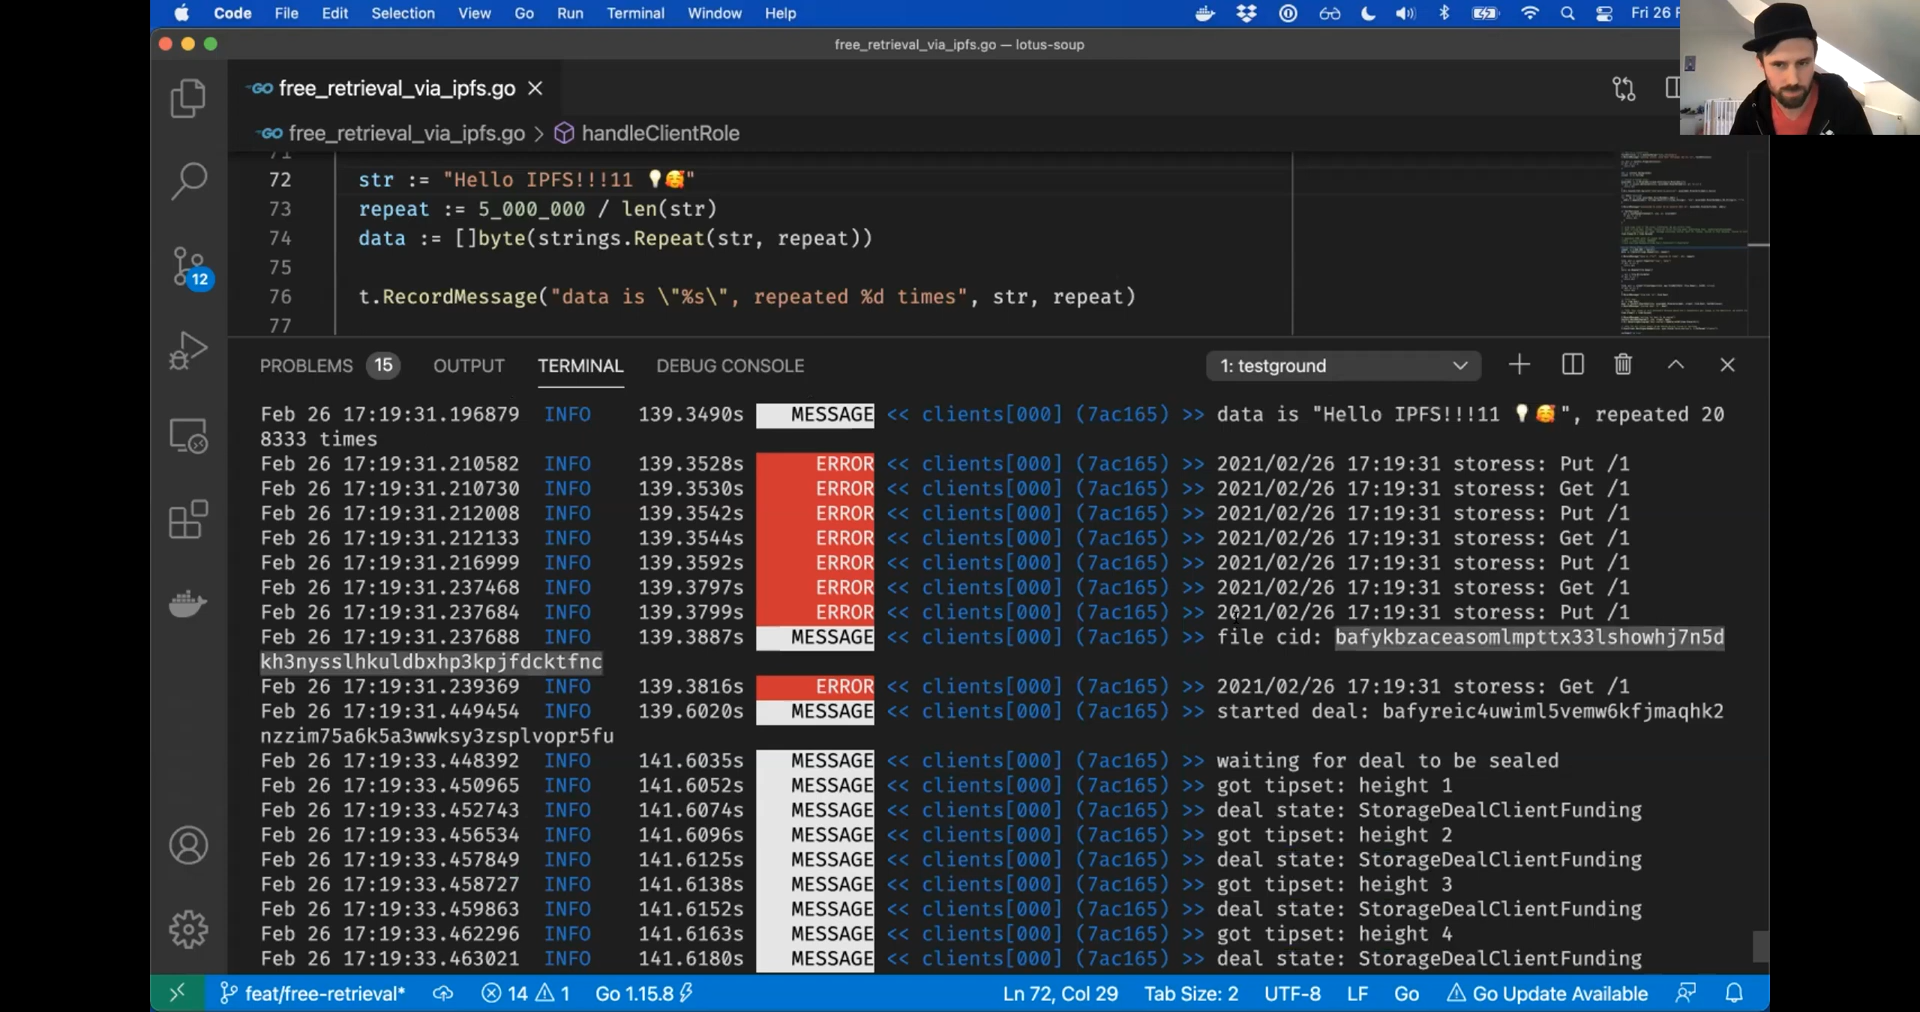 Code File Edit Selection View Go Run Terminal Window Help Fri 26 F
free_retrieval_via_ipfs.go — lotus-soup
GO free_retrieval_via_ipfs.go
GO free_retrieval_via_ipfs.go > handleClientRole
71
72 str := "Hello IPFS!!!11 💡🥰"
73 repeat := 5_000_000 / len(str)
74 data := []byte(strings.Repeat(str, repeat))
75
76 t.RecordMessage("data is \"%s\", repeated %d times", str, repeat)
77
12
PROBLEMS 15 OUTPUT TERMINAL DEBUG CONSOLE 1: testground
Feb 26 17:19:31.196879 INFO 139.3490s MESSAGE << clients[000] (7ac165) >> data is "Hello IPFS!!!11 💡🥰", repeated 20
8333 times
Feb 26 17:19:31.210582 INFO 139.3528s ERROR << clients[000] (7ac165) >> 2021/02/26 17:19:31 storess: Put /1
Feb 26 17:19:31.210730 INFO 139.3530s ERROR << clients[000] (7ac165) >> 2021/02/26 17:19:31 storess: Get /1
Feb 26 17:19:31.212008 INFO 139.3542s ERROR << clients[000] (7ac165) >> 2021/02/26 17:19:31 storess: Put /1
Feb 26 17:19:31.212133 INFO 139.3544s ERROR << clients[000] (7ac165) >> 2021/02/26 17:19:31 storess: Get /1
Feb 26 17:19:31.216999 INFO 139.3592s ERROR << clients[000] (7ac165) >> 2021/02/26 17:19:31 storess: Put /1
Feb 26 17:19:31.237468 INFO 139.3797s ERROR << clients[000] (7ac165) >> 2021/02/26 17:19:31 storess: Get /1
Feb 26 17:19:31.237684 INFO 139.3799s ERROR << clients[000] (7ac165) >> 2021/02/26 17:19:31 storess: Put /1
Feb 26 17:19:31.237688 INFO 139.3887s MESSAGE << clients[000] (7ac165) >> file cid: bafykbzaceasomlmpttx33lshowhj7n5d
kh3nysslhkuldbxhp3kpjfdcktfnc
Feb 26 17:19:31.239369 INFO 139.3816s ERROR << clients[000] (7ac165) >> 2021/02/26 17:19:31 storess: Get /1
Feb 26 17:19:31.449454 INFO 139.6020s MESSAGE << clients[000] (7ac165) >> started deal: bafyreic4uwiml5vemw6kfjmaqhk2
nzzim75a6k5a3wwksy3zsplvopr5fu
Feb 26 17:19:33.448392 INFO 141.6035s MESSAGE << clients[000] (7ac165) >> waiting for deal to be sealed
Feb 26 17:19:33.450965 INFO 141.6052s MESSAGE << clients[000] (7ac165) >> got tipset: height 1
Feb 26 17:19:33.452743 INFO 141.6074s MESSAGE << clients[000] (7ac165) >> deal state: StorageDealClientFunding
Feb 26 17:19:33.456534 INFO 141.6096s MESSAGE << clients[000] (7ac165) >> got tipset: height 2
Feb 26 17:19:33.457849 INFO 141.6125s MESSAGE << clients[000] (7ac165) >> deal state: StorageDealClientFunding
Feb 26 17:19:33.458727 INFO 141.6138s MESSAGE << clients[000] (7ac165) >> got tipset: height 3
Feb 26 17:19:33.459863 INFO 141.6152s MESSAGE << clients[000] (7ac165) >> deal state: StorageDealClientFunding
Feb 26 17:19:33.462296 INFO 141.6163s MESSAGE << clients[000] (7ac165) >> got tipset: height 4
Feb 26 17:19:33.463021 INFO 141.6180s MESSAGE << clients[000] (7ac165) >> deal state: StorageDealClientFunding
feat/free-retrieval* 14 1 Go 1.15.8 Ln 72, Col 29 Tab Size: 2 UTF-8 LF Go Go Update Available